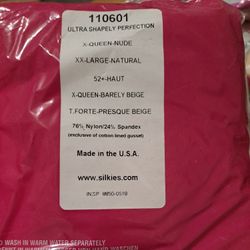 110601
ULTRA SHAPELY PERFECTION
X-QUEEN-NUDE
XX-LARGE-NATURAL
52+-HAUT
X-QUEEN-BARELY BEIGE
T.FORTE-PRESQUE BEIGE
76% Nylon/24% Spandex
(exclusive of cotton lined gusset)
Made in the U.S.A.
www.silkies.com
WASH IN WARM WATER SEPARATELY